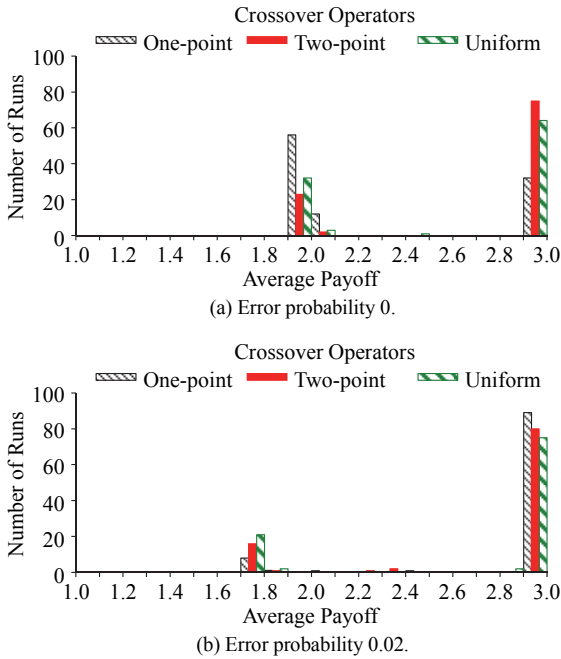 Crossover Operators
One-point Two-point Uniform
Number of Runs
100
80
60
40
20
0
1.0 1.2 1.4 1.6 1.8 2.0 2.2 2.4 2.6 2.8 3.0
Average Payoff
(a) Error probability 0.
Crossover Operators
One-point Two-point Uniform
Number of Runs
100
80
60
40
20
0
1.0 1.2 1.4 1.6 1.8 2.0 2.2 2.4 2.6 2.8 3.0
Average Payoff
(b) Error probability 0.02.